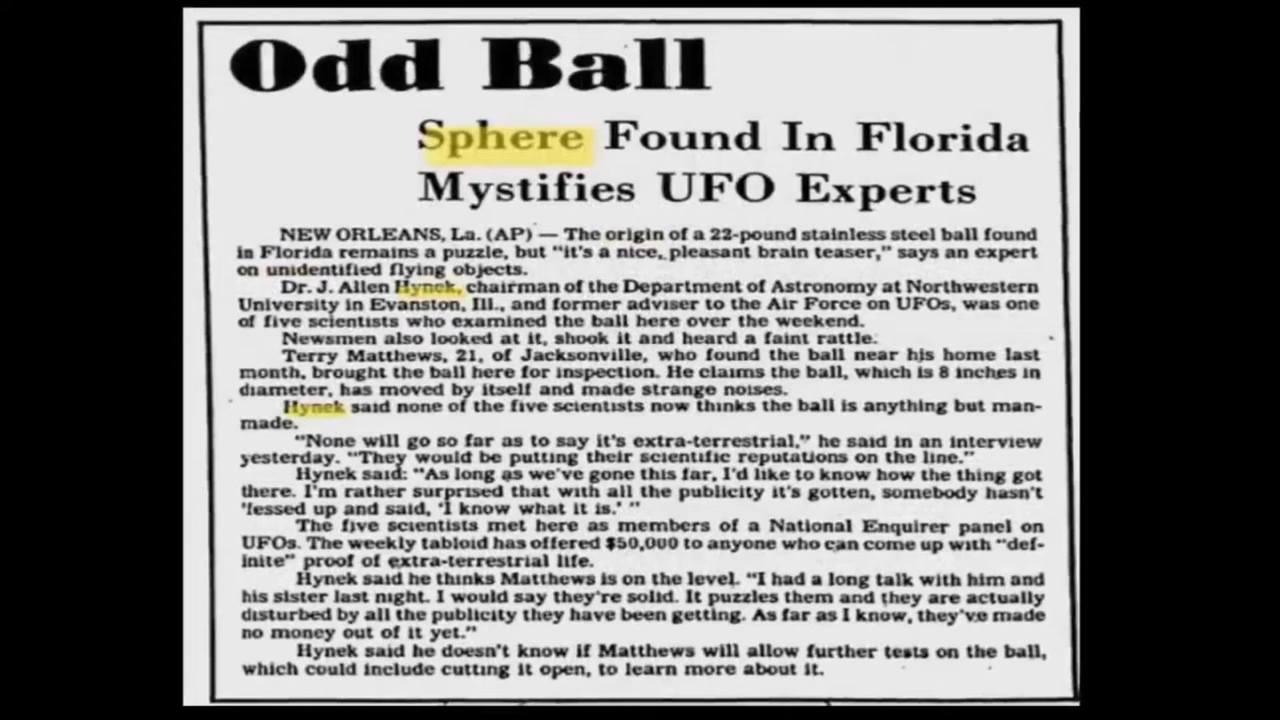 Odd Ball
Sphere Found In Florida
Mystifies UFO Experts
NEW ORLEANS, La. (AP) — The origin of a 22-pound stainless steel ball found
in Florida remains a puzzle, but "it's a nice, pleasant brain teaser," says an expert
on unidentified flying objects.
Dr. J. Allen Hynek, chairman of the Department of Astronomy at Northwestern
University in Evanston, Ill., and former adviser to the Air Force on UFOs, was one
of five scientists who examined the ball here over the weekend.
Newsmen also looked at it, shook it and heard a faint rattle.
Terry Matthews, 21, of Jacksonville, who found the ball near his home last
month, brought the ball here for inspection. He claims the ball, which is 8 inches in
diameter, has moved by itself and made strange noises.
Hynek said none of the five scientists now thinks the ball is anything but man-
made.
"None will go so far as to say it's extra-terrestrial," he said in an interview
yesterday. "They would be putting their scientific reputations on the line."
Hynek said: "As long as we've gone this far, I'd like to know how the thing got
there. I'm rather surprised that with all the publicity it's gotten, somebody hasn't
'fessed up and said, 'I know what it is.' "
The five scientists met here as members of a National Enquirer panel on
UFOs. The weekly tabloid has offered $50,000 to anyone who can come up with "def-
inite" proof of extra-terrestrial life.
Hynek said he thinks Matthews is on the level. "I had a long talk with him and
his sister last night. I would say they're solid. It puzzles them and they are actually
disturbed by all the publicity they have been getting. As far as I know, they've made
no money out of it yet."
Hynek said he doesn't know if Matthews will allow further tests on the ball,
which could include cutting it open, to learn more about it.